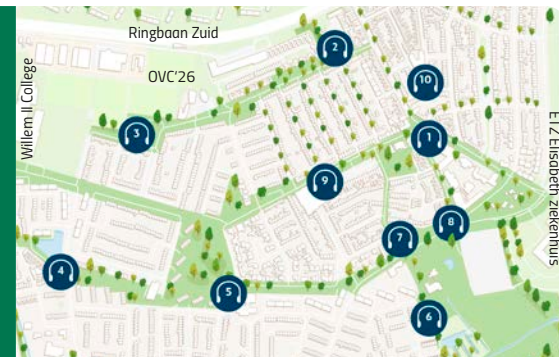 Ringbaan Zuid
2
OVC'26
10
Willem II College
3
1
ETZ Elisabeth ziekenhuis
9
8
7
4
5
6